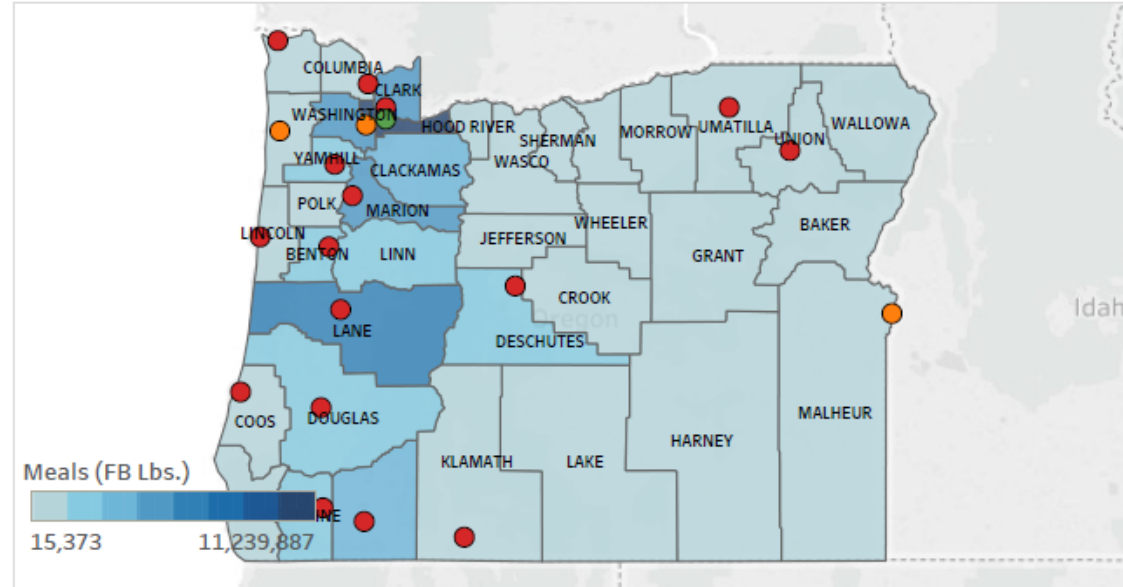 COLUMBIA
CLARK
WASHINGTON
HOOD RIVER
SHERMAN
MORROW
UMATILLA
WALLOWA
UNION
WASCO
YAMHILL
CLACKAMAS
POLK
MARION
WHEELER
BAKER
LINCOLN
JEFFERSON
BENTON
LINN
GRANT
CROOK
Idah
Oregon
LANE
DESCHUTES
MALHEUR
COOS
DOUGLAS
HARNEY
KLAMATH
LAKE
Meals (FB Lbs.)
INE
15,373 11,239,887